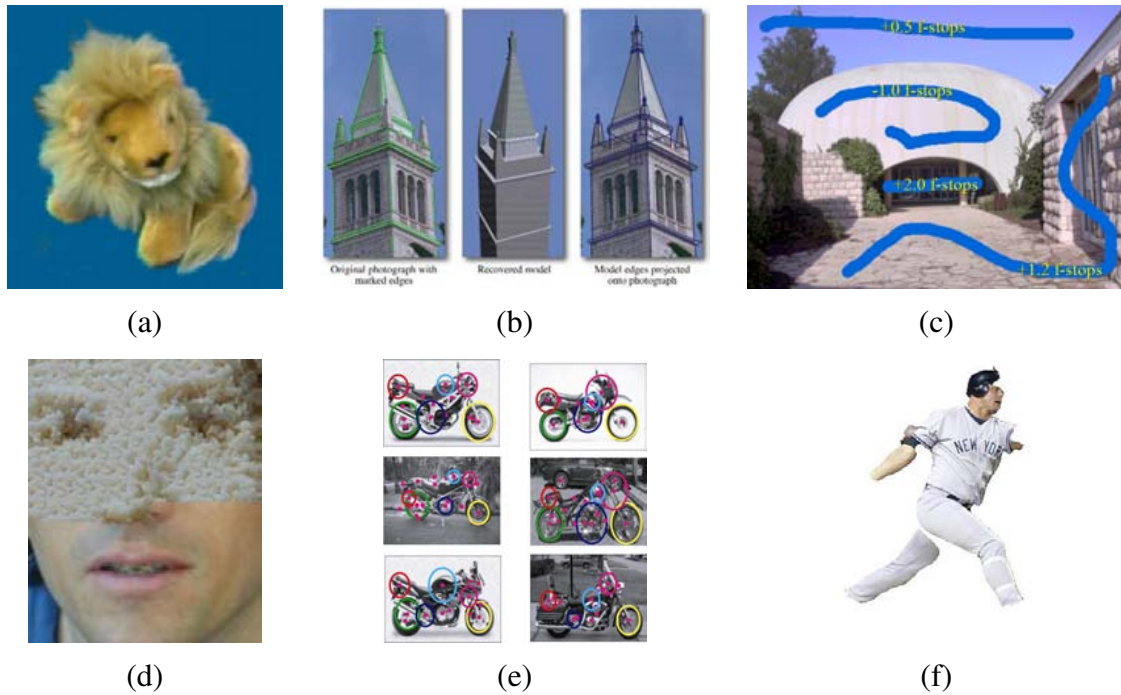 +0.5 f-stops
-1.0 f-stops
+2.0 f-stops
+1.2 f-stops
Original photograph with
marked edges
Recovered model
Model edges projected
onto photograph
(a)
(b)
(c)
NEW YORK
(d)
(e)
(f)